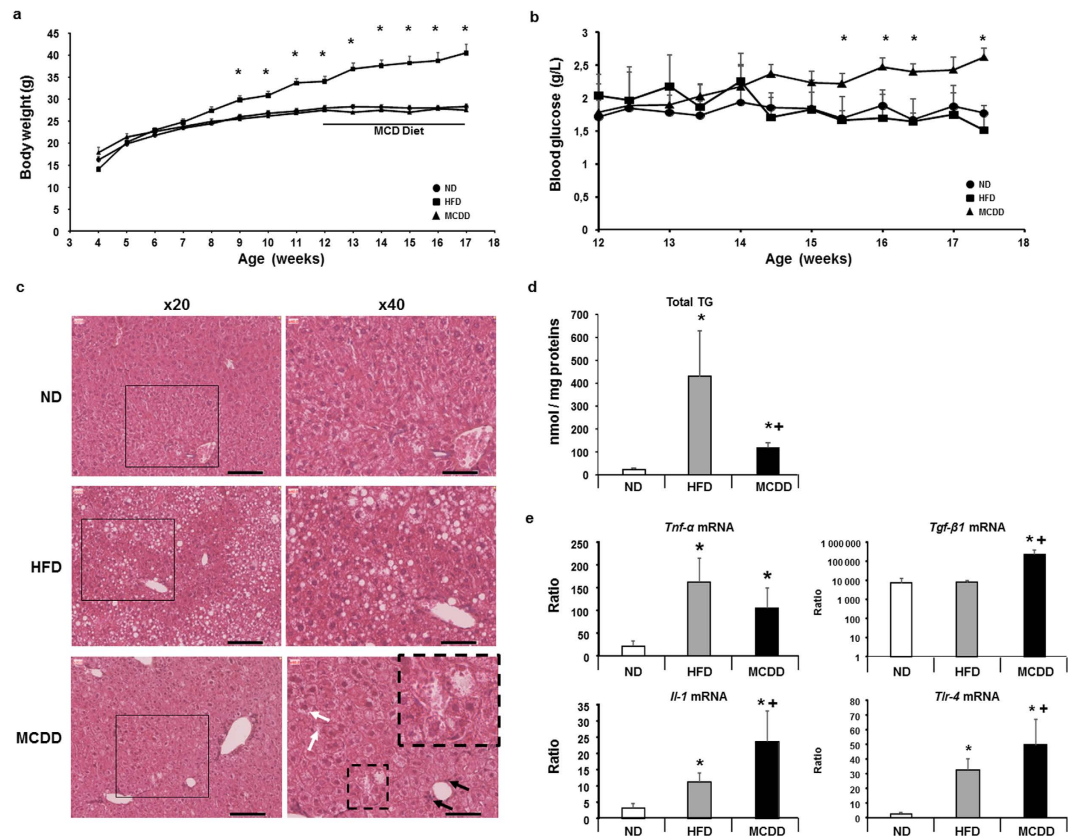 a
Body weight (g)
45
40
35
30
25
20
15
10
5
0
* * * * * * * * *
MCD Diet
ND
HFD
MCDD
3 4 5 6 7 8 9 10 11 12 13 14 15 16 17 18
Age (weeks)
b
Blood glucose (g/L)
3
2,5
2
1,5
1
0,5
0
* * * *
ND
HFD
MCDD
12 13 14 15 16 17 18
Age (weeks)
c
x20 x40
ND
HFD
MCDD
d
Total TG
nmol / mg proteins
700
600
500
400
300
200
100
0
*
*+
ND HFD MCDD
e
Tnf-α mRNA
Ratio
250
200
150
100
50
0
*
*
ND HFD MCDD
Tgf-β1 mRNA
Ratio
1 000 000
100 000
10 000
1 000
100
10
1
*+
ND HFD MCDD
Il-1 mRNA
Ratio
35
30
25
20
15
10
5
0
*
*+
ND HFD MCDD
Tlr-4 mRNA
Ratio
80
70
60
50
40
30
20
10
0
*
*+
ND HFD MCDD